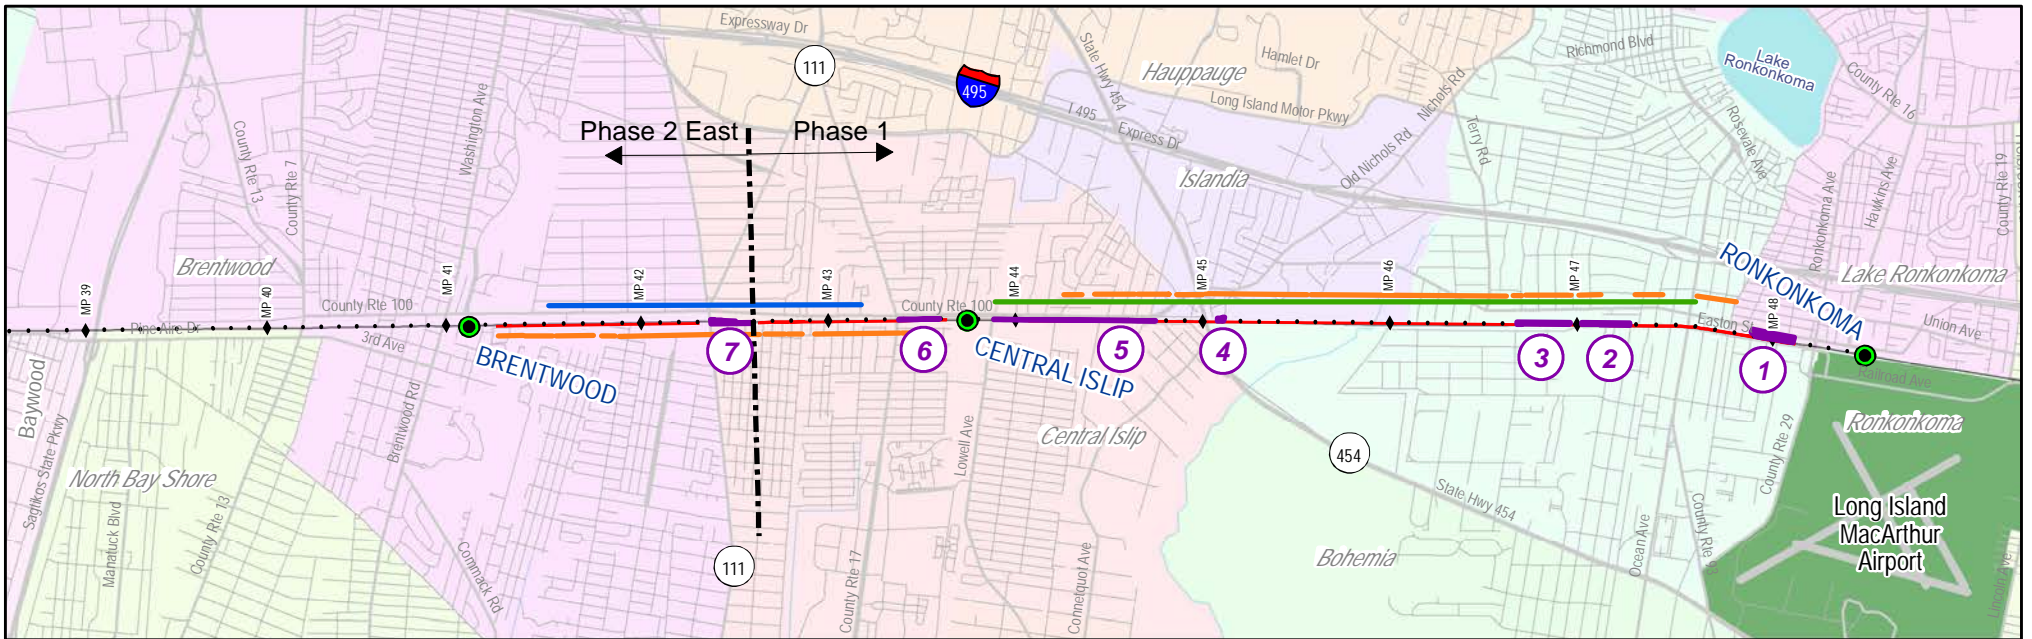 Expressway Dr
111
495
State Hwy 454
Hauppauge
Hamlet Dr
Long Island Motor Pkwy
Nichols Rd
Richmond Blvd
Lake
Ronkonkoma
County Rte 16
Rosevale Ave
County Rte 19
Phase 2 East
Phase 1
I 495
Express Dr
Old Nichols Rd
Terry Rd
Islandia
Washington Ave
County Rte 13
County Rte 7
Ronkonkoma Ave
Hawkins Ave
Brentwood
Lake Ronkonkoma
RONKONKOMA
MP 39
MP 40
MP 41
MP 42
MP 43
MP 44
MP 45
MP 46
MP 47
MP 48
County Rte 100
County Rte 100
Pine Aire Dr
3rd Ave
Easton St
Union Ave
Railroad Ave
BRENTWOOD
CENTRAL ISLIP
7
6
5
4
3
2
1
Baywood
Sagtikos State Pkwy
North Bay Shore
Manatuck Blvd
County Rte 13
Brentwood Rd
Commack Rd
111
County Rte 17
Lowell Ave
Central Islip
Connetquot Ave
454
State Hwy 454
Bohemia
Ocean Ave
County Rte 93
County Rte 29
Ronkonkoma
Long Island
MacArthur
Airport
Lincoln Ave